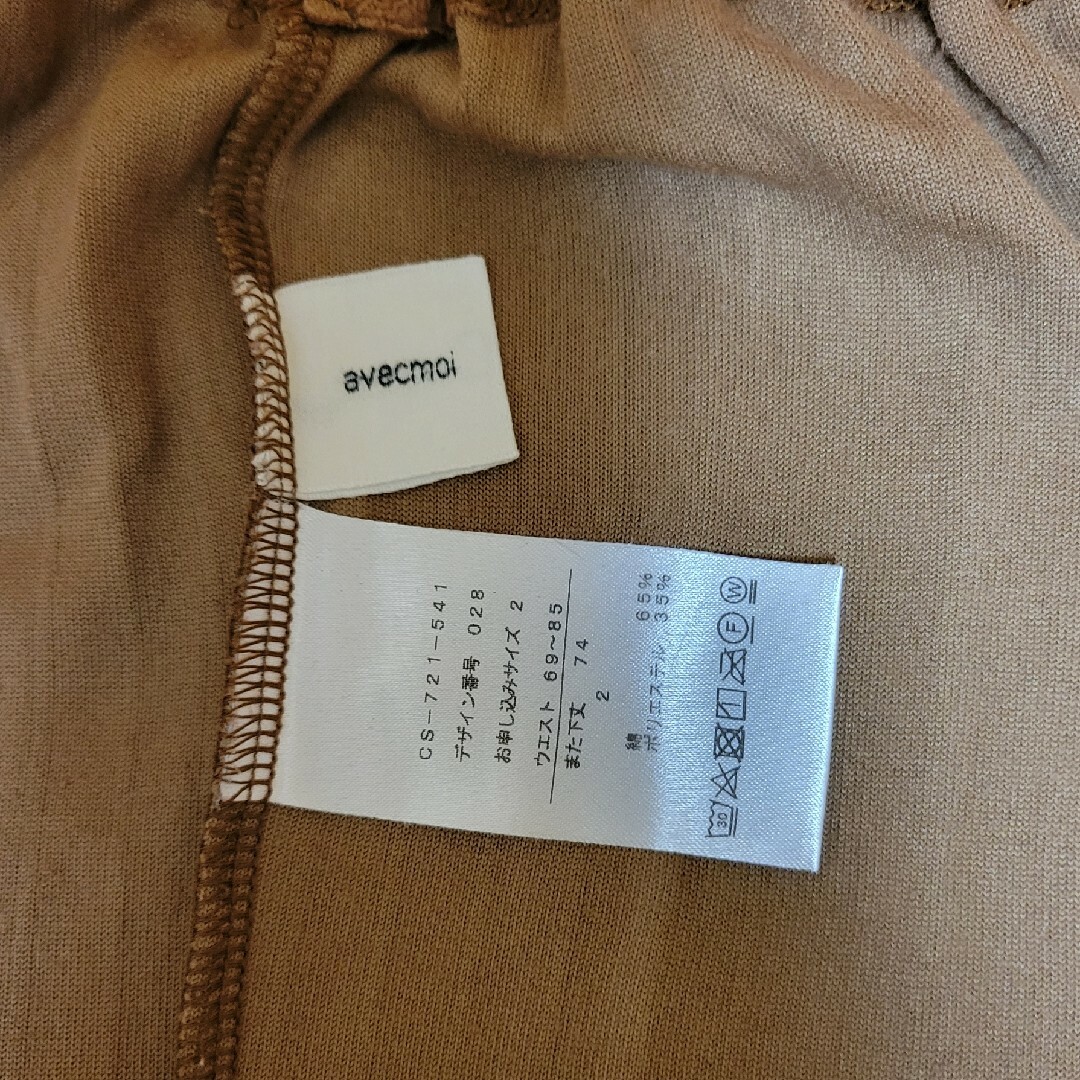 avecmoi
CS-721-541
デザイン番号 028
お申し込みサイズ 2
ウエスト 69~85
また下丈 74
2
綿 65%
ポリエステル 35%
30
F
W